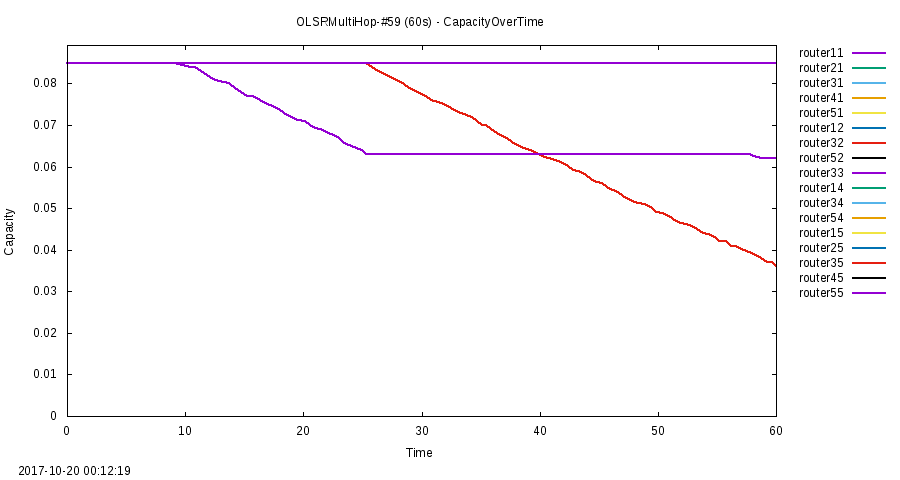 OLSRMultiHop-#59 (60s) - CapacityOverTime
router11
router21
router31
router41
router51
router12
router32
router52
router33
router14
router34
router54
router15
router25
router35
router45
router55
0.08
0.07
0.06
0.05
0.04
0.03
0.02
0.01
0
Capacity
0 10 20 30 40 50 60
Time
2017-10-20 00:12:19